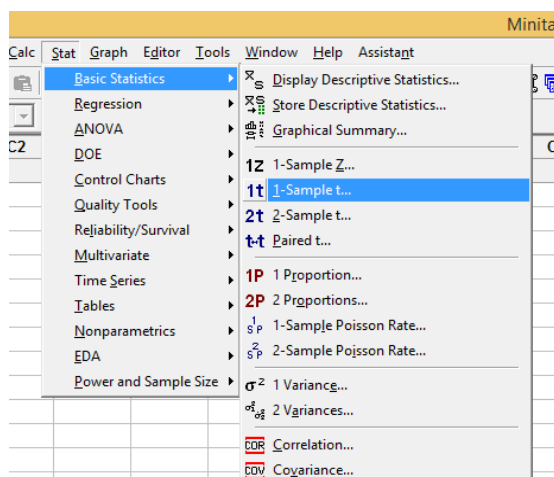 Minita
Calc Stat Graph Editor Tools Window Help Assistant
C2
Basic Statistics
Regression
ANOVA
DOE
Control Charts
Quality Tools
Reliability/Survival
Multivariate
Time Series
Tables
Nonparametrics
EDA
Power and Sample Size
Display Descriptive Statistics...
Store Descriptive Statistics...
Graphical Summary...
1Z 1-Sample Z...
1t 1-Sample t...
2t 2-Sample t...
t-t Paired t...
1P 1 Proportion...
2P 2 Proportions...
1-Sample Poisson Rate...
2-Sample Poisson Rate...
σ² 1 Variance...
2 Variances...
COR Correlation...
COV Covariance...